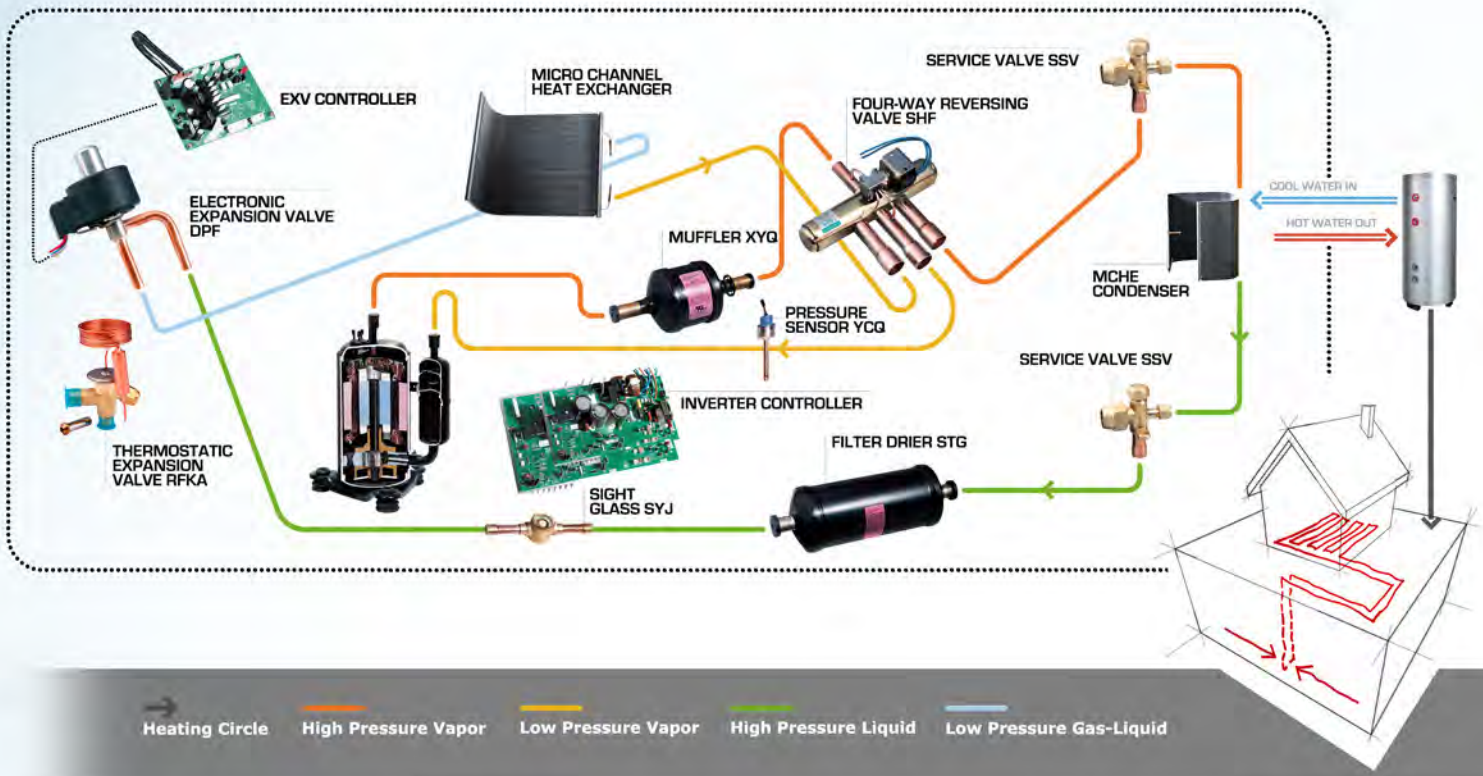 EXV CONTROLLER
MICRO CHANNEL
HEAT EXCHANGER
SERVICE VALVE SSV
FOUR-WAY REVERSING
VALVE SHF
ELECTRONIC
EXPANSION VALVE
DPF
COOL WATER IN
HOT WATER OUT
MUFFLER XYQ
MCHE
CONDENSER
PRESSURE
SENSOR YCQ
SERVICE VALVE SSV
INVERTER CONTROLLER
THERMOSTATIC
EXPANSION
VALVE RFKA
FILTER DRIER STG
SIGHT
GLASS SYJ
Heating Circle
High Pressure Vapor
Low Pressure Vapor
High Pressure Liquid
Low Pressure Gas-Liquid